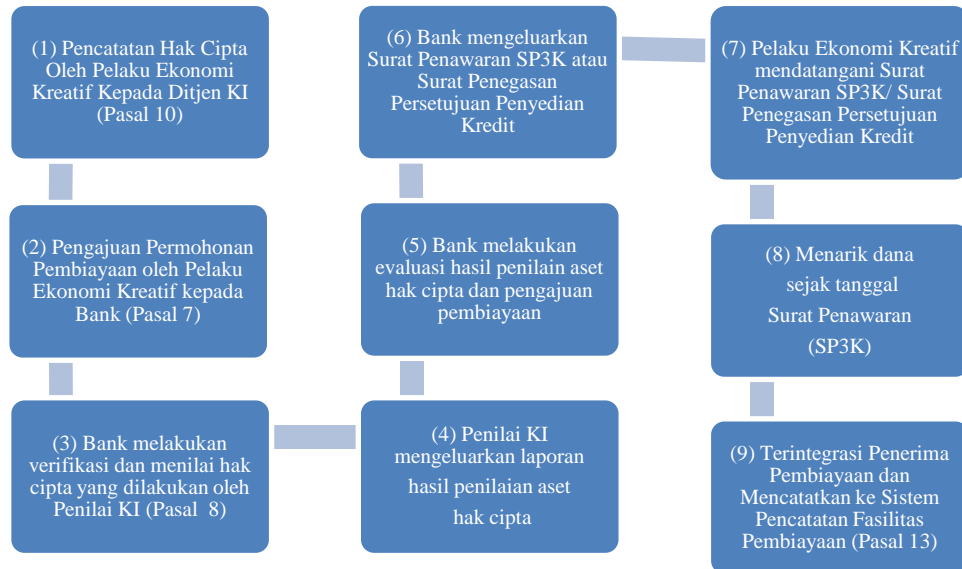 (1) Pencatatan Hak Cipta
Oleh Pelaku Ekonomi
Kreatif Kepada Ditjen KI
(Pasal 10)
(2) Pengajuan Permohonan
Pembiayaan oleh Pelaku
Ekonomi Kreatif kepada
Bank (Pasal 7)
(3) Bank melakukan
verifikasi dan menilai hak
cipta yang dilakukan oleh
Penilai KI (Pasal 8)
(4) Penilai KI
mengeluarkan laporan
hasil penilaian aset
hak cipta
(5) Bank melakukan
evaluasi hasil penilain aset
hak cipta dan pengajuan
pembiayaan
(6) Bank mengeluarkan
Surat Penawaran SP3K atau
Surat Penegasan
Persetujuan Penyedian
Kredit
(7) Pelaku Ekonomi Kreatif
mendatangani Surat
Penawaran SP3K/ Surat
Penegasan Persetujuan
Penyedian Kredit
(8) Menarik dana
sejak tanggal
Surat Penawaran
(SP3K)
(9) Terintegrasi Penerima
Pembiayaan dan
Mencatatkan ke Sistem
Pencatatan Fasilitas
Pembiayaan (Pasal 13)